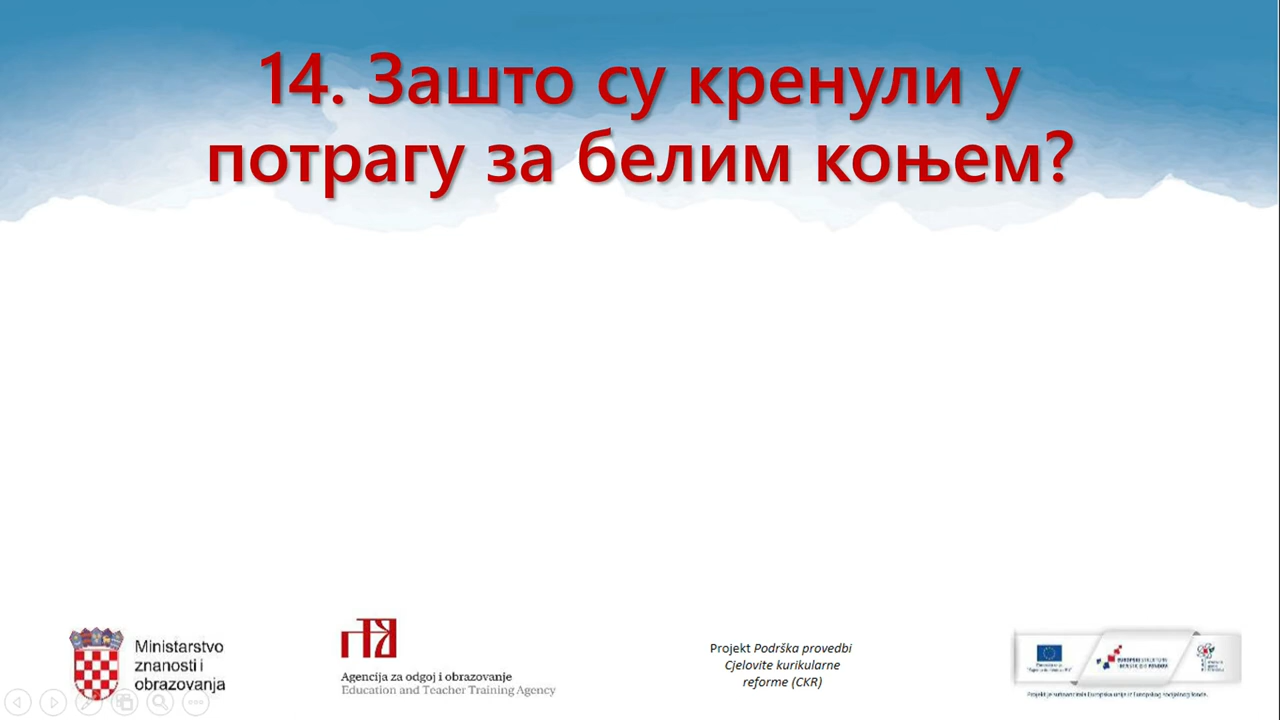 14. Зашто су кренули у
потрагу за белим коњем?
Ministarstvo
znanosti i
obrazovanja
Agencija za odgoj i obrazovanje
Education and Teacher Training Agency
Projekt Podrška provedbi
Cjelovite kurikularne
reforme (CKR)